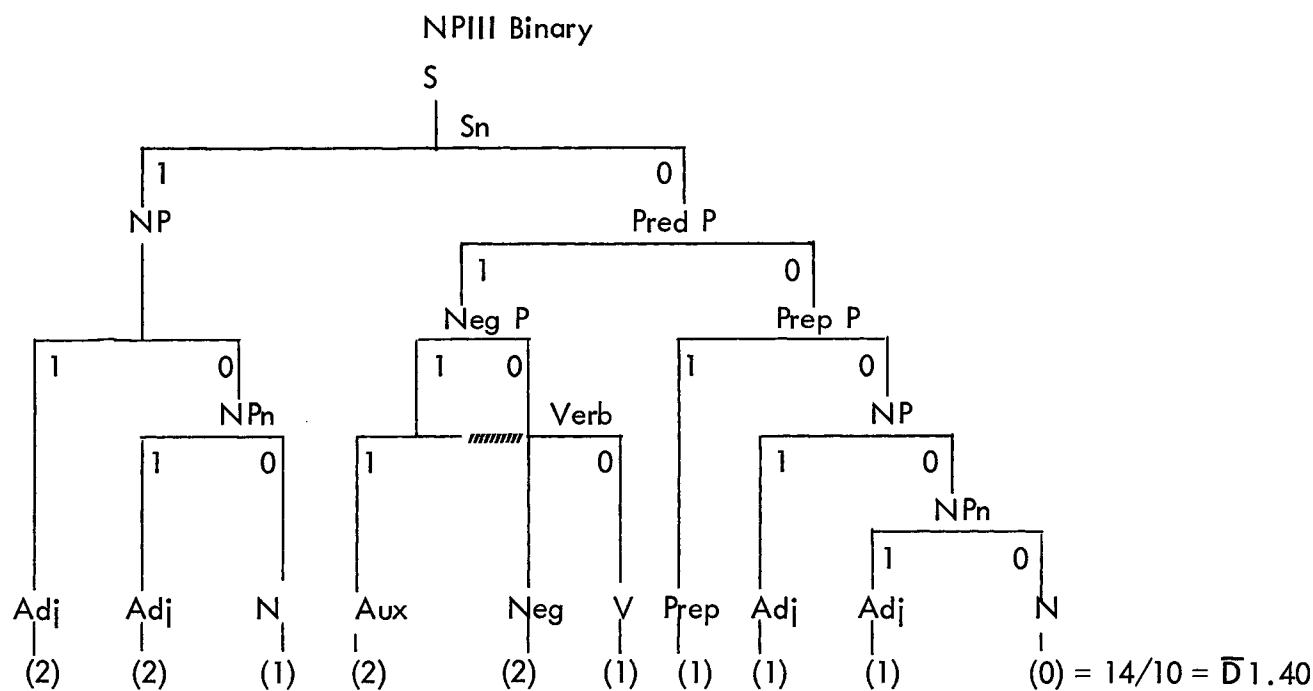 NPIII Binary
S
Sn
1 0
NP Pred P
1 0
Neg P Prep P
1 0 1 0 1 0
NPn Verb NP
1 0 1 0 1 0
NPn
1 0
Adj Adj N Aux Neg V Prep Adj Adj N
(2) (2) (1) (2) (2) (1) (1) (1) (1) (0) = 14/10 = D̅ 1.40